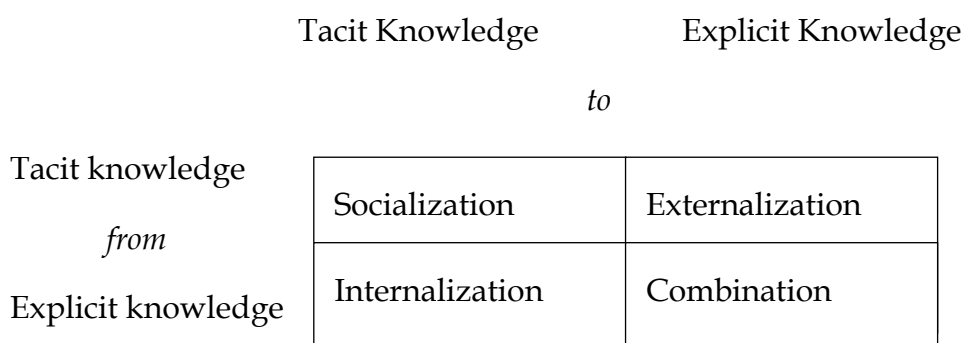 Tacit Knowledge Explicit Knowledge
to
Tacit knowledge
Socialization Externalization
from
Internalization Combination
Explicit knowledge